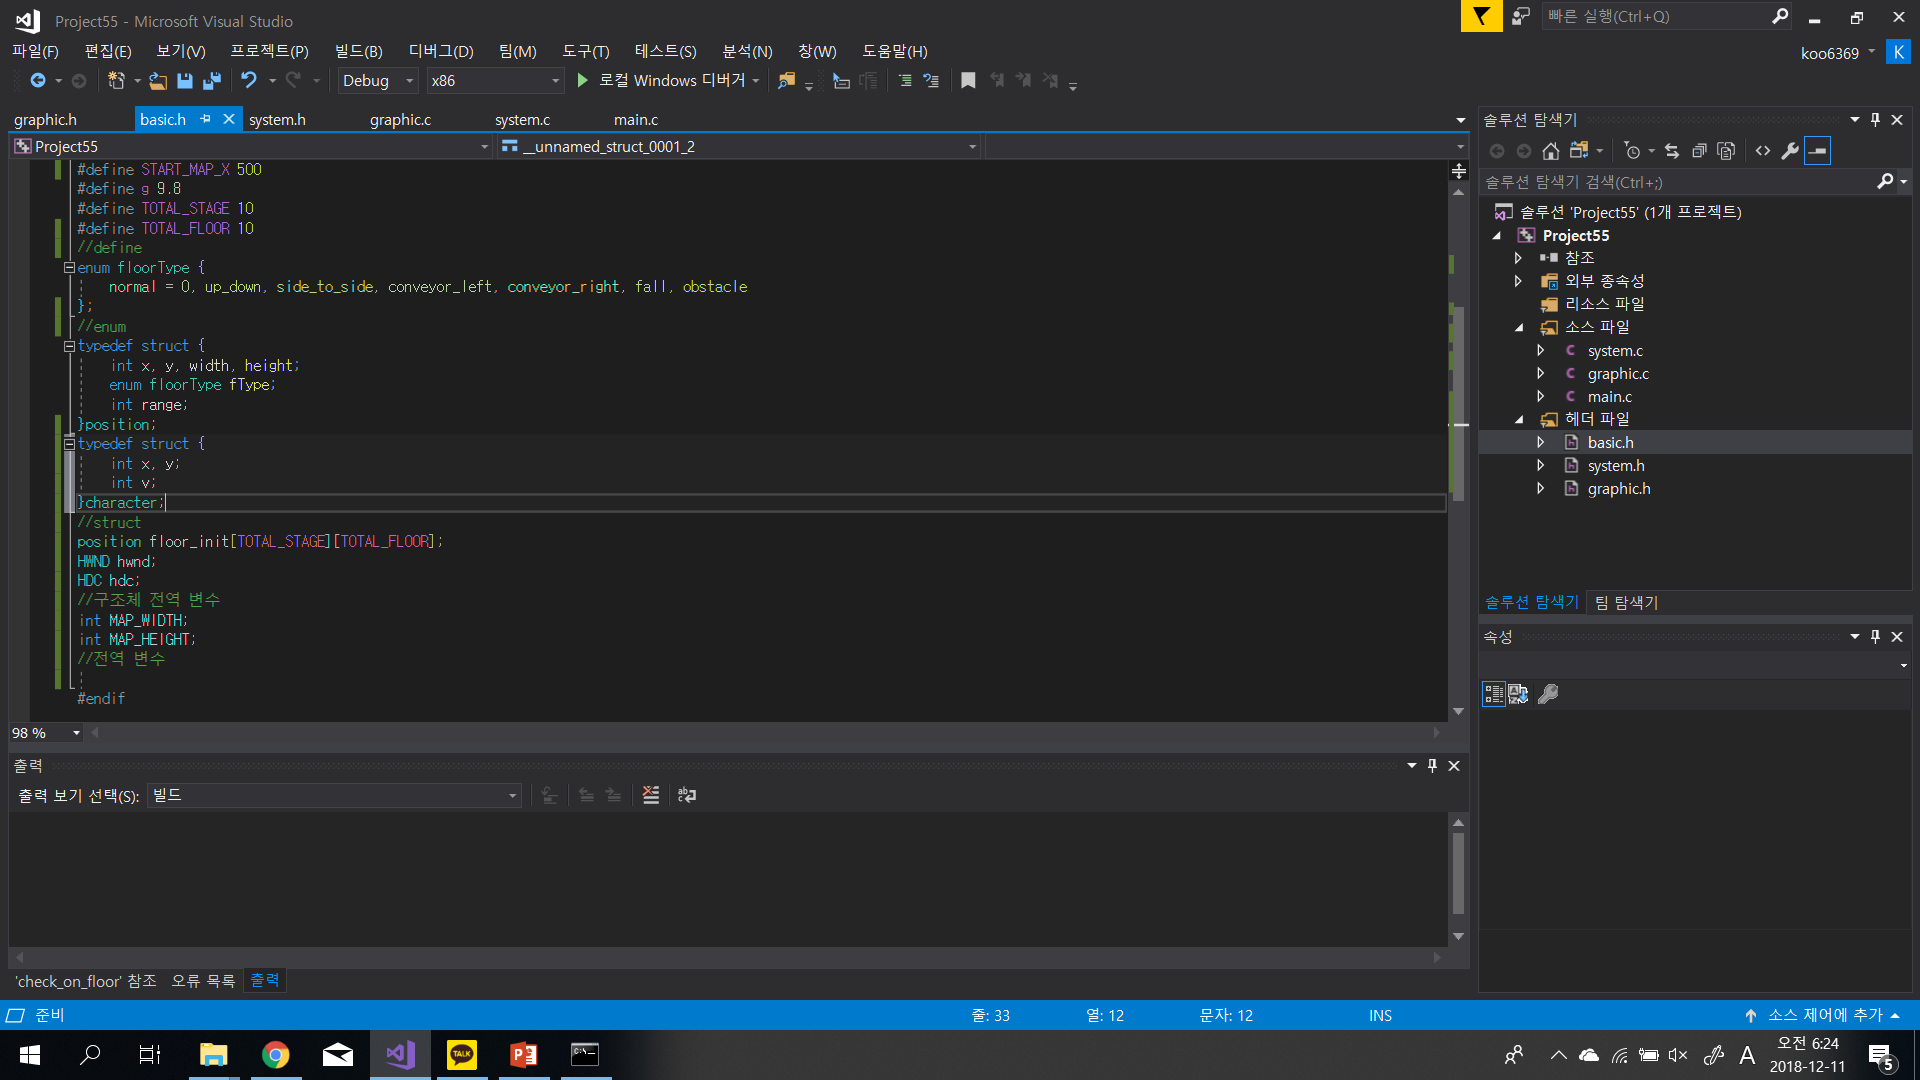 Project55 - Microsoft Visual Studio
빠른 실행(Ctrl+Q)
파일(F) 편집(E) 보기(V) 프로젝트(P) 빌드(B) 디버그(D) 팀(M) 도구(T) 테스트(S) 분석(N) 창(W) 도움말(H)
koo6369 K
Debug x86 로컬 Windows 디버거
graphic.h basic.h system.h graphic.c system.c main.c
Project55 __unnamed_struct_0001_2
#define START_MAP_X 500
#define g 9.8
#define TOTAL_STAGE 10
#define TOTAL_FLOOR 10
//define
enum floorType {
normal = 0, up_down, side_to_side, conveyor_left, conveyor_right, fall, obstacle
};
//enum
typedef struct {
int x, y, width, height;
enum floorType fType;
int range;
}position;
typedef struct {
int x, y;
int v;
}character;
//struct
position floor_init[TOTAL_STAGE][TOTAL_FLOOR];
HWND hwnd;
HDC hdc;
//구조체 전역 변수
int MAP_WIDTH;
int MAP_HEIGHT;
//전역 변수
#endif
98 %
출력
출력 보기 선택(S): 빌드
'check_on_floor' 참조 오류 목록 출력
솔루션 탐색기
솔루션 탐색기 검색(Ctrl+;)
솔루션 'Project55' (1개 프로젝트)
Project55
참조
외부 종속성
리소스 파일
소스 파일
system.c
graphic.c
main.c
헤더 파일
basic.h
system.h
graphic.h
솔루션 탐색기 팀 탐색기
속성
준비 줄: 33 열: 12 문자: 12 INS 소스 제어에 추가
TALK
A
오전 6:24
2018-12-11
5